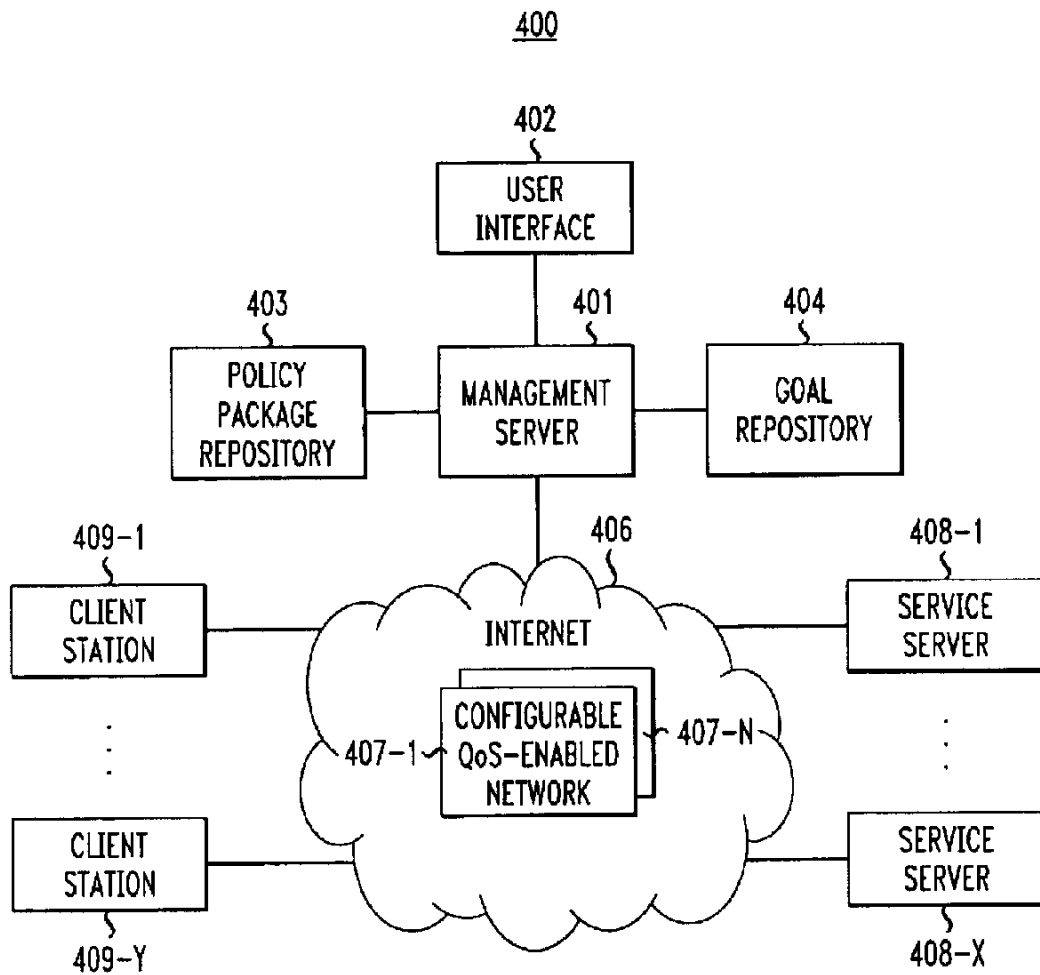 400
402
USER
INTERFACE
403
401
404
POLICY
PACKAGE
REPOSITORY
MANAGEMENT
SERVER
GOAL
REPOSITORY
409-1
406
408-1
CLIENT
STATION
INTERNET
SERVICE
SERVER
407-1
CONFIGURABLE
QoS-ENABLED
NETWORK
407-N
CLIENT
STATION
SERVICE
SERVER
409-Y
408-X